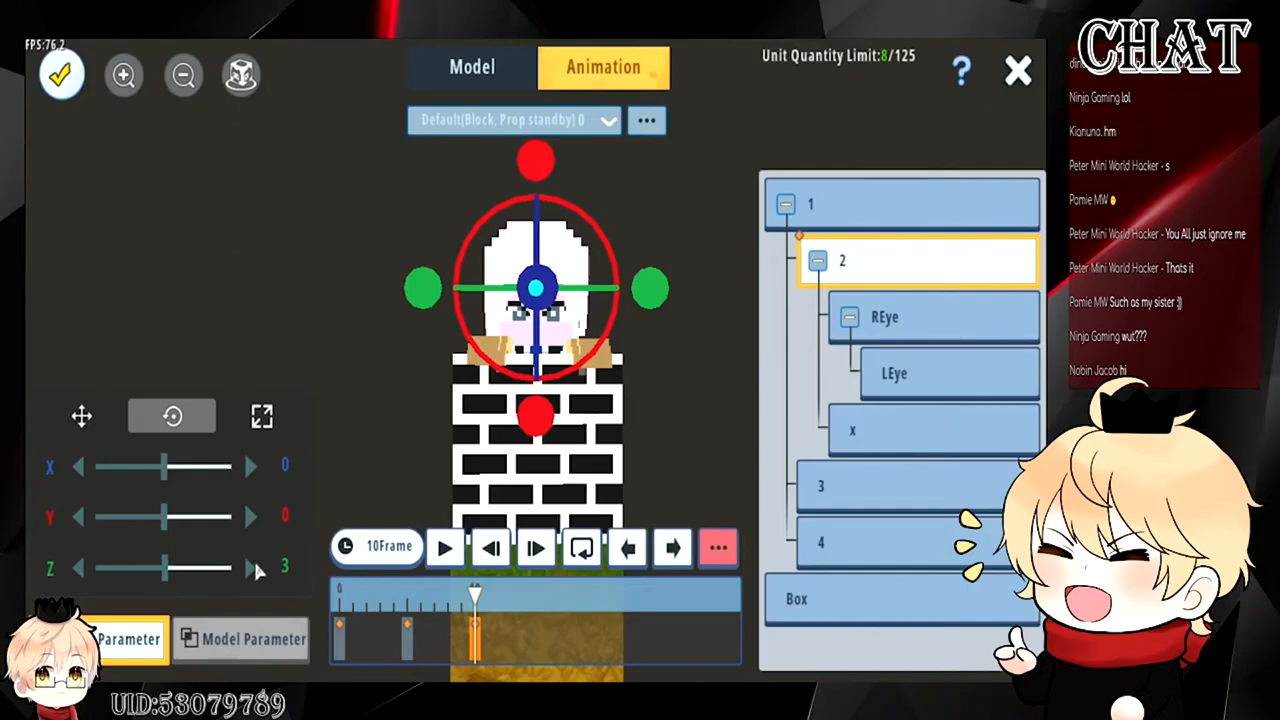 FPS:76.2
Model
Animation
Unit Quantity Limit:8/125
?
CHAT
Default(Block, Prop standby) 0
Ninja Gaming lol
Kianuno. hm
Peter Mini World Hacker - s
Pamie MW
Peter Mini World Hacker - You All just ignore me
Peter Mini World Hacker - Thats it
Pamie MW Such as my sister ;))
Ninja Gaming wut???
Nobin Jacob hi
1
2
REye
LEye
x
3
4
Box
X 0
Y 0
Z 3
10Frame
0
Parameter
Model Parameter
UID:53079789